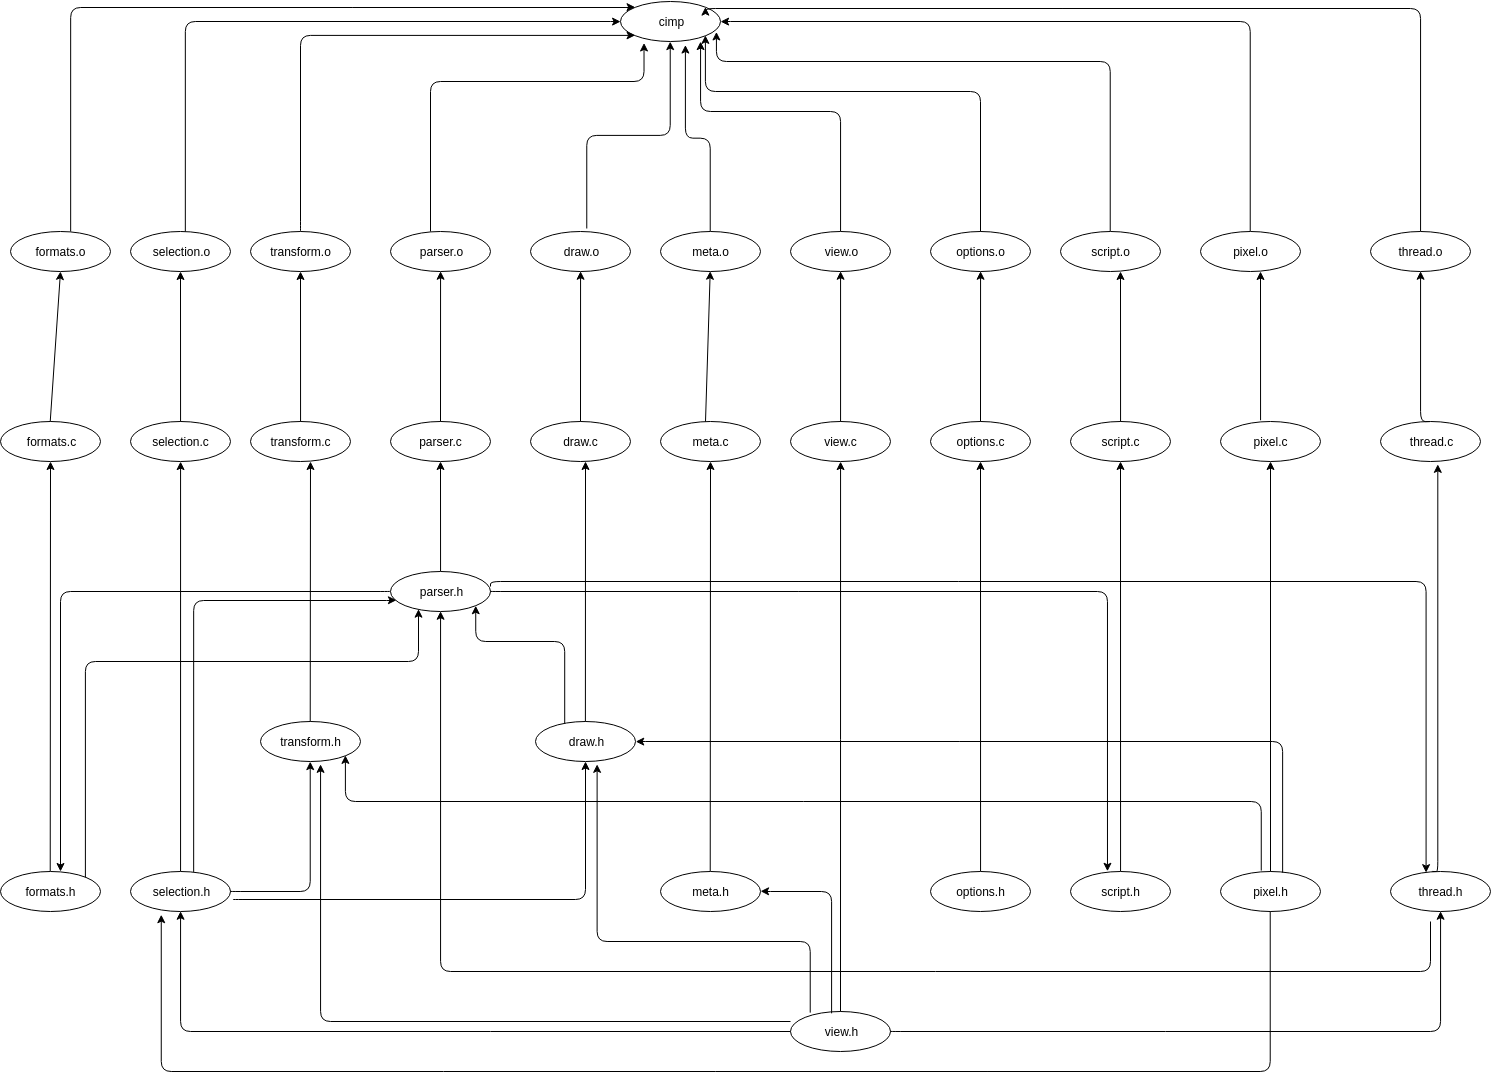 cimp
formats.o
selection.o
transform.o
parser.o
draw.o
meta.o
view.o
options.o
script.o
pixel.o
thread.o
formats.c
selection.c
transform.c
parser.c
draw.c
meta.c
view.c
options.c
script.c
pixel.c
thread.c
parser.h
transform.h
draw.h
formats.h
selection.h
meta.h
options.h
script.h
pixel.h
thread.h
view.h